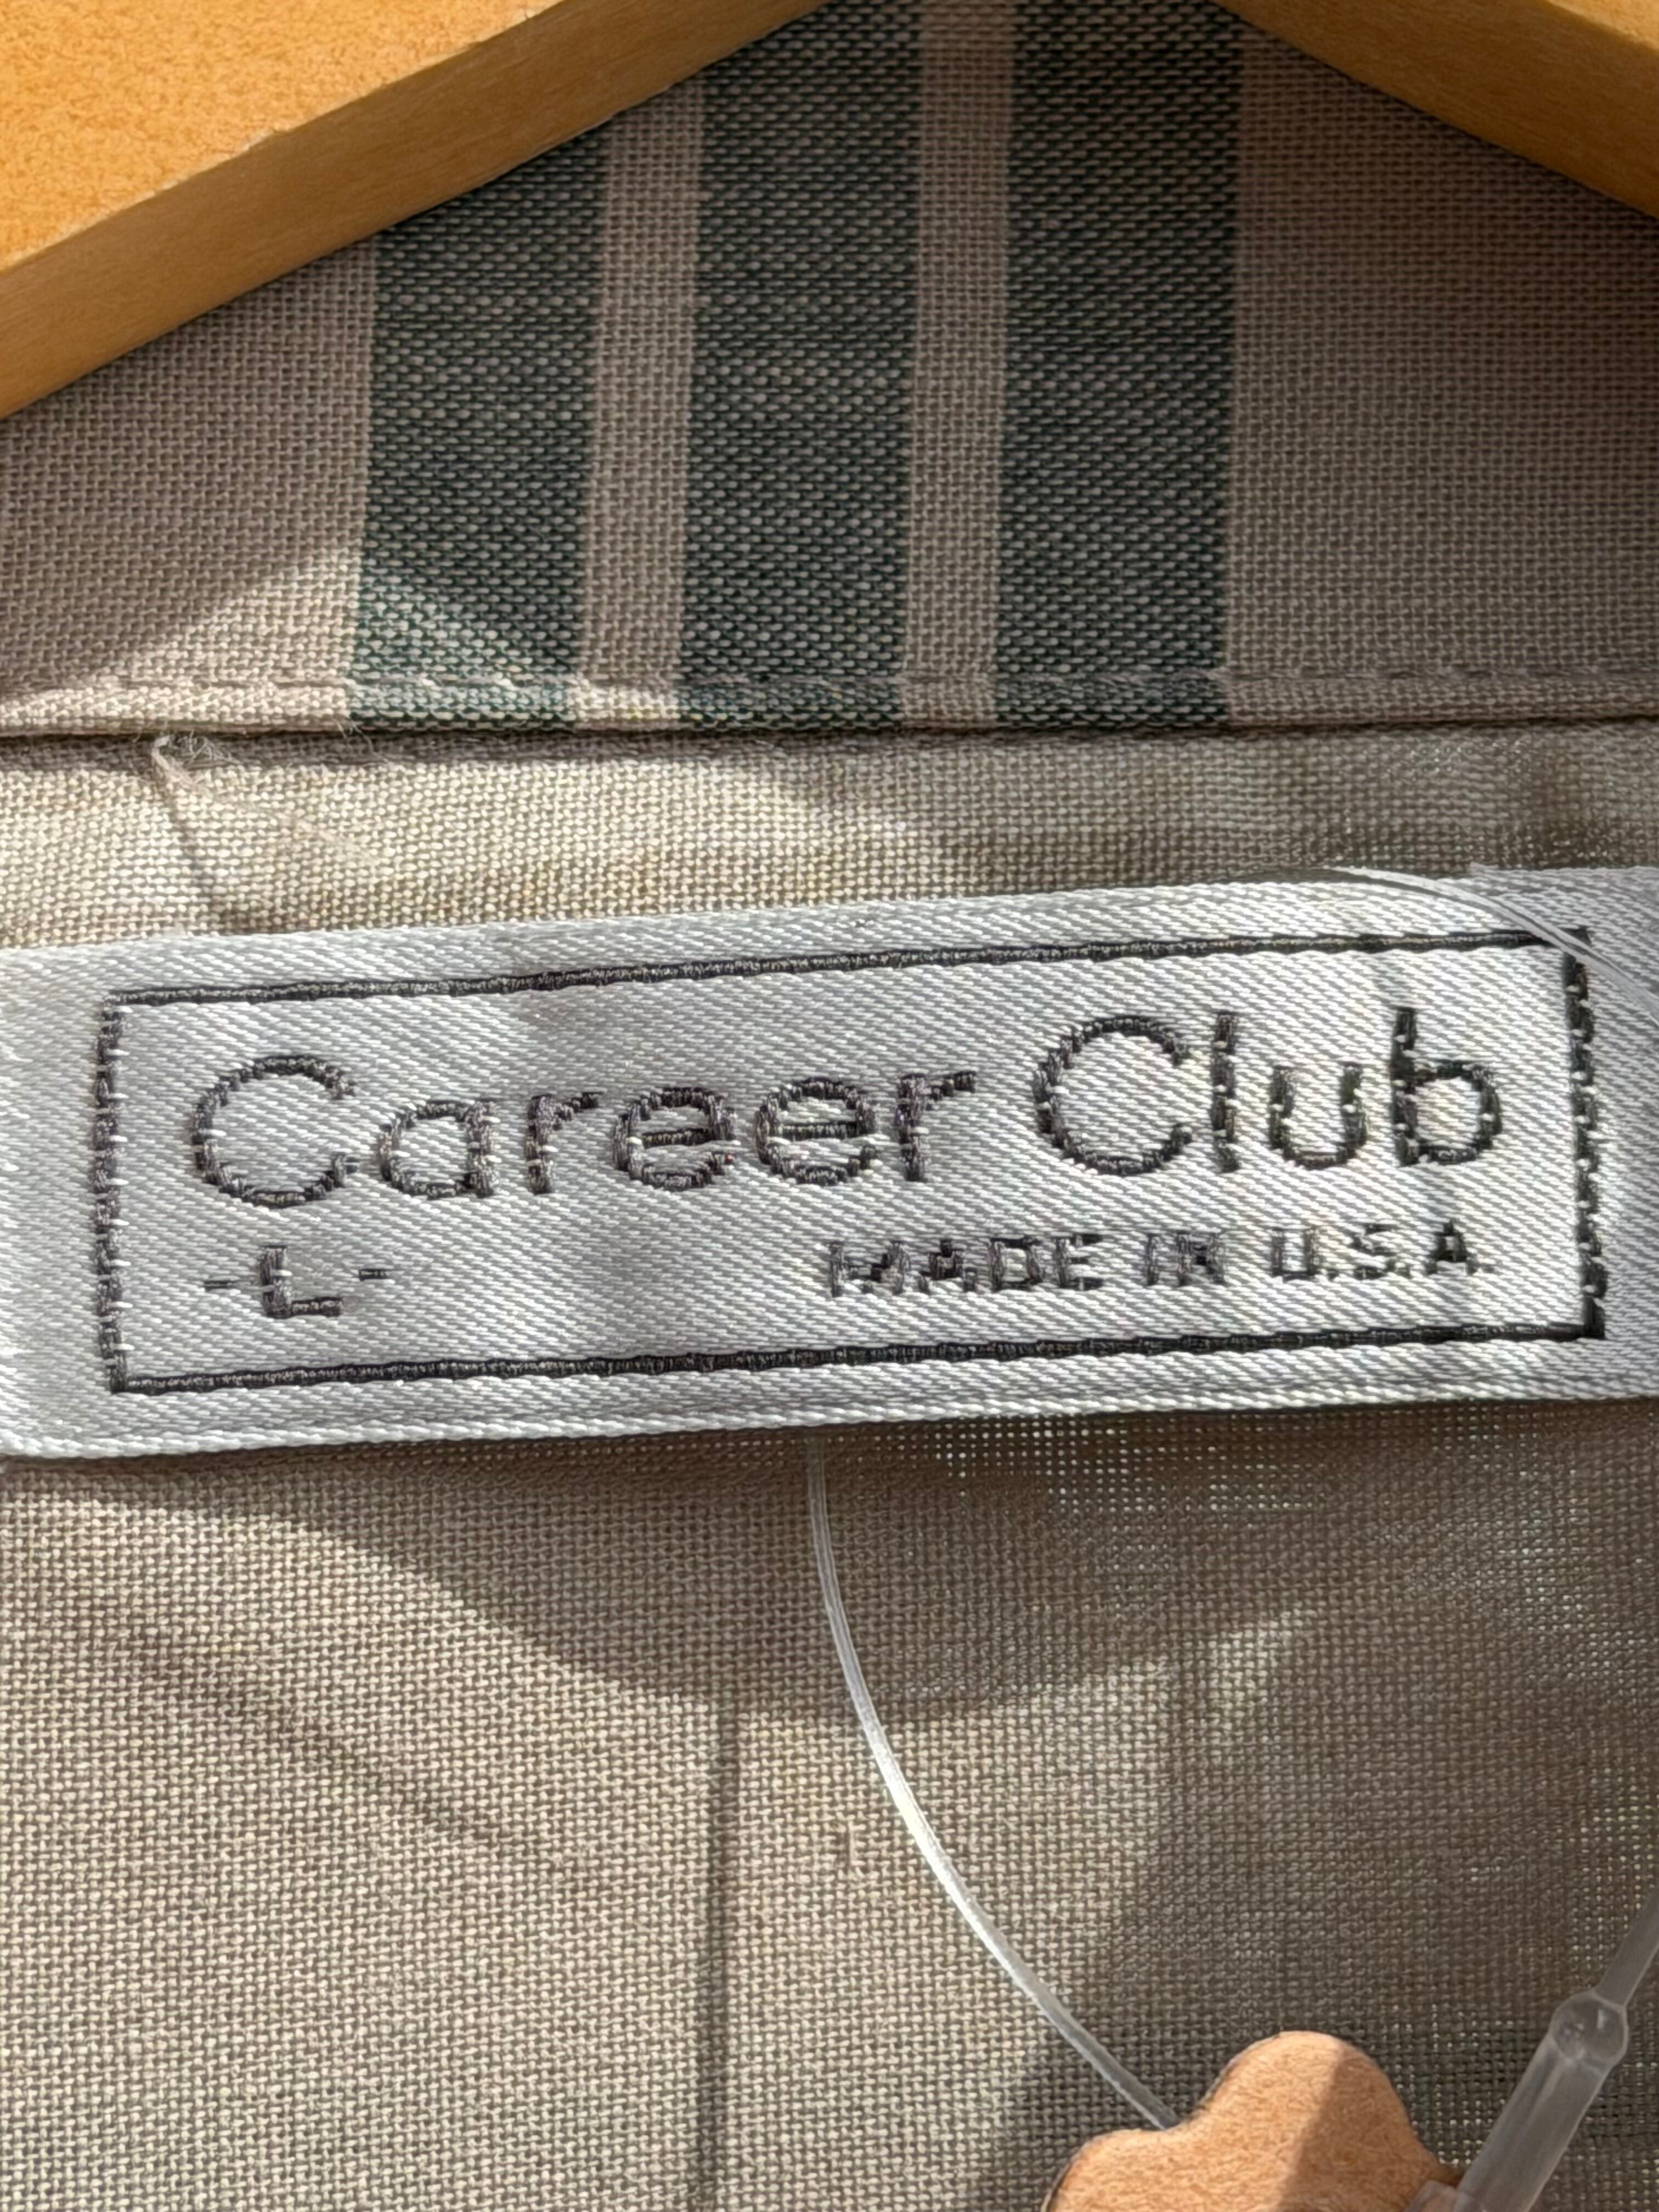 Career Club
-L-
MADE IN U.S.A.